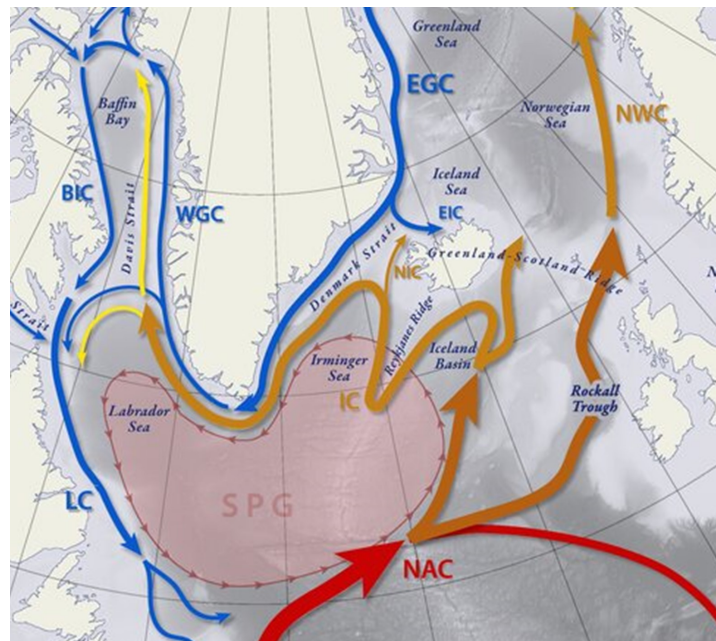 Greenland
Sea
EGC
Baffin
Bay
Norwegian
Sea
NWC
BIC
Iceland
Sea
WGC
EIC
Davis Strait
Denmark Strait
Greenland-Scotland-Ridge
NIC
N
Strait
Reykjanes Ridge
Irminger
Sea
Iceland
Basin
IC
Rockall
Trough
Labrador
Sea
LC
SPG
NAC